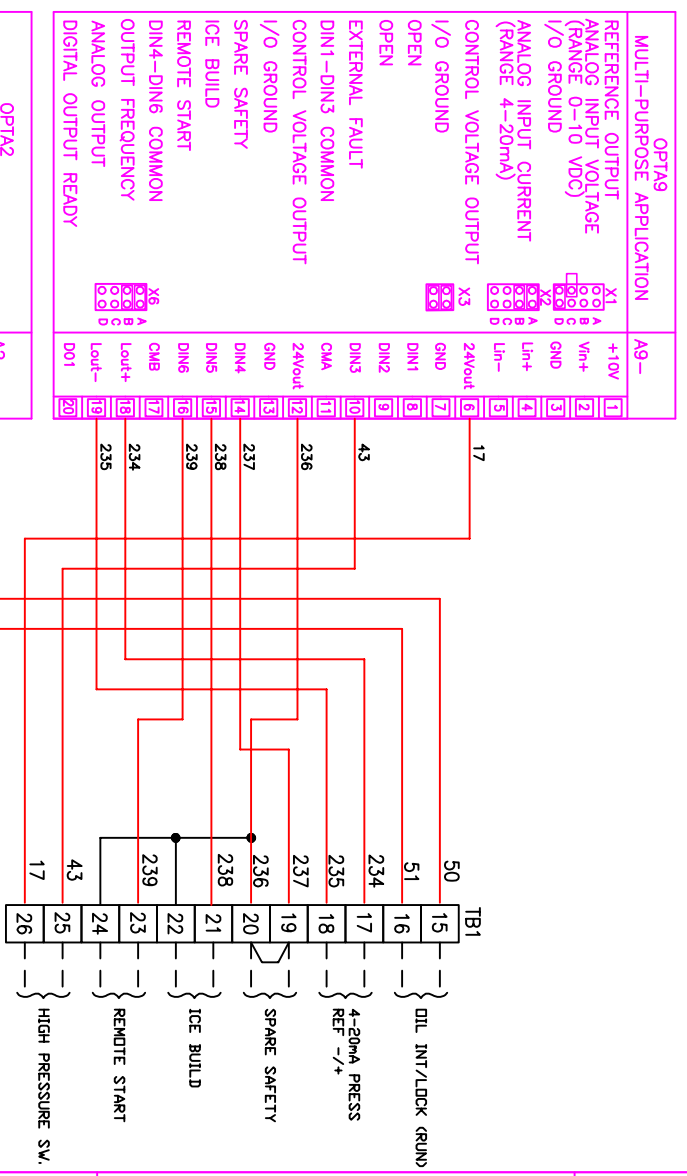 OPTA9
MULTI-PURPOSE APPLICATION
A9-
REFERENCE OUTPUT
+10V
1
ANALOG INPUT VOLTAGE
(RANGE 0-10 VDC)
Vin+
2
I/O GROUND
GND
3
ANALOG INPUT CURRENT
(RANGE 4-20mA)
Lin+
4
Lin-
5
CONTROL VOLTAGE OUTPUT
24Vout
6
17
I/O GROUND
GND
7
OPEN
DIN1
8
OPEN
DIN2
9
EXTERNAL FAULT
DIN3
10
43
DIN1-DIN3 COMMON
CMA
11
CONTROL VOLTAGE OUTPUT
24Vout
12
236
I/O GROUND
GND
13
SPARE SAFETY
DIN4
14
237
ICE BUILD
DIN5
15
238
REMOTE START
DIN6
16
239
DIN4-DIN6 COMMON
CMB
17
OUTPUT FREQUENCY
Lout+
18
234
ANALOG OUTPUT
Lout-
19
235
DIGITAL OUTPUT READY
DO1
20
X1
A
B
C
D
X2
A
B
C
D
X3
X6
A
B
C
D
OPTA2
TB1
50
15
51
16
OIL INT/LOCK (RUN)
234
17
235
18
4-20mA PRESS
REF -/+
237
19
236
20
SPARE SAFETY
238
21
22
ICE BUILD
239
23
24
REMOTE START
43
25
17
26
HIGH PRESSURE SW.